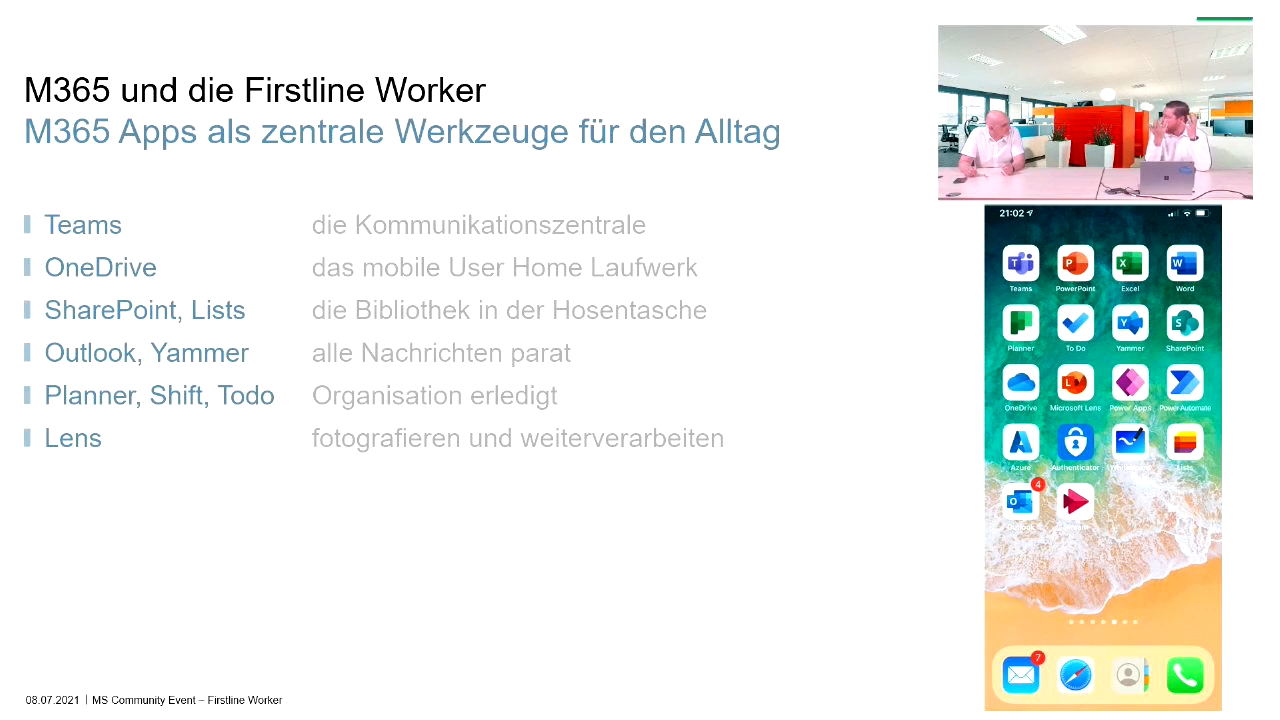 M365 und die Firstline Worker
M365 Apps als zentrale Werkzeuge für den Alltag
Teams die Kommunikationszentrale
OneDrive das mobile User Home Laufwerk
SharePoint, Lists die Bibliothek in der Hosentasche
Outlook, Yammer alle Nachrichten parat
Planner, Shift, Todo Organisation erledigt
Lens fotografieren und weiterverarbeiten
21:02
Teams PowerPoint Excel Word
Planner To Do Yammer SharePoint
OneDrive Microsoft Lens Power Apps Power Automate
Azure Authenticator Lists
4
Outlook
7
08.07.2021 | MS Community Event – Firstline Worker